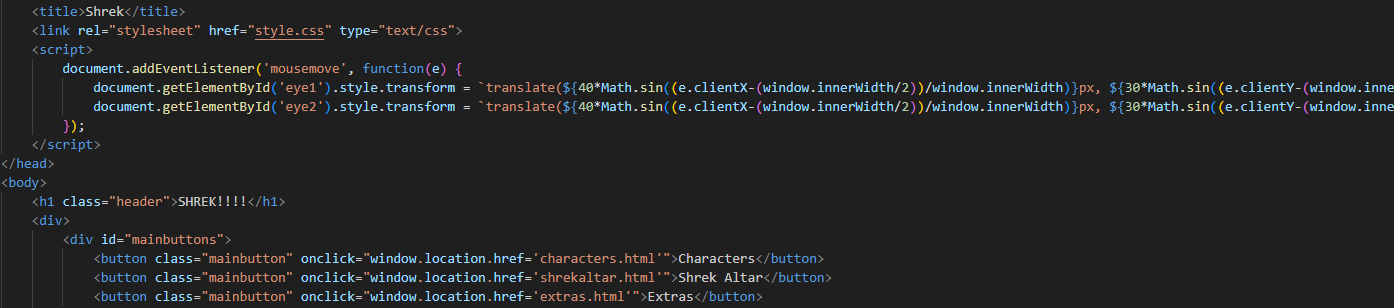 <title>Shrek</title>
<link rel="stylesheet" href="style.css" type="text/css">
<script>
document.addEventListener('mousemove', function(e) {
document.getElementById('eye1').style.transform = `translate(${40*Math.sin((e.clientX-(window.innerWidth/2))/window.innerWidth)}px, ${30*Math.sin((e.clientY-(window.inne
document.getElementById('eye2').style.transform = `translate(${40*Math.sin((e.clientX-(window.innerWidth/2))/window.innerWidth)}px, ${30*Math.sin((e.clientY-(window.inne
});
</script>
</head>
<body>
<h1 class="header">SHREK!!!!</h1>
<div>
<div id="mainbuttons">
<button class="mainbutton" onclick="window.location.href='characters.html'">Characters</button>
<button class="mainbutton" onclick="window.location.href='shrekaltar.html'">Shrek Altar</button>
<button class="mainbutton" onclick="window.location.href='extras.html'">Extras</button>